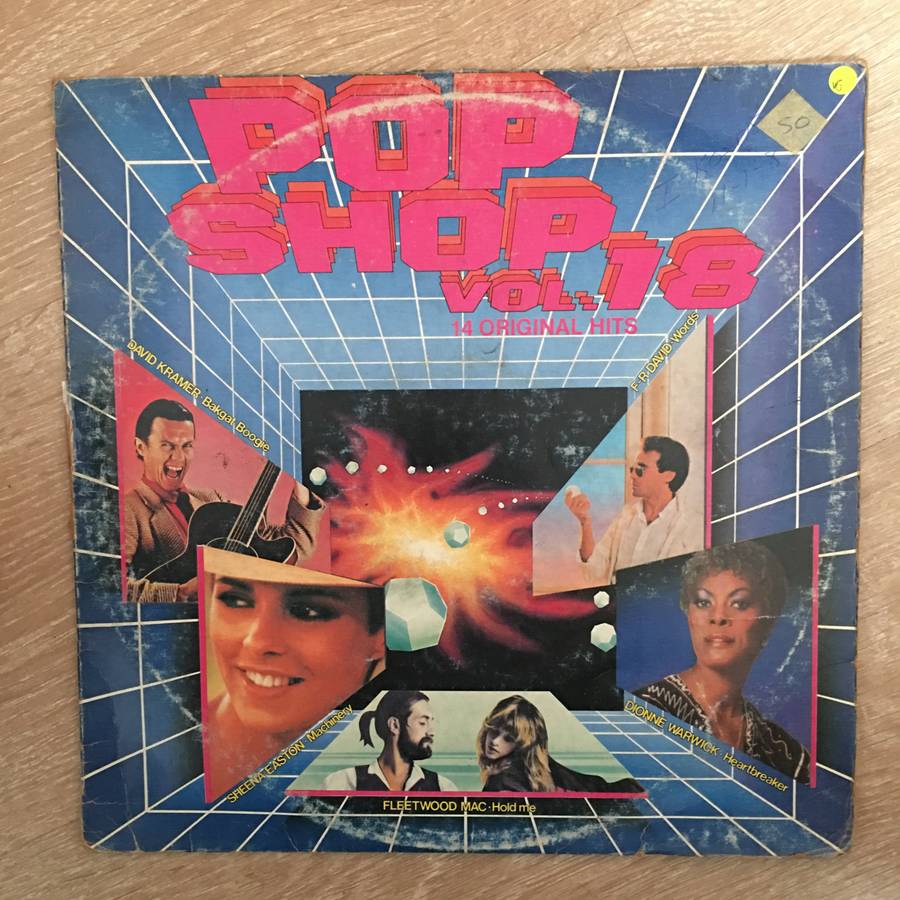 POP
SHOP
VOL. 18
14 ORIGINAL HITS
50
DAVID KRAMER · Bakgat Boogie
F·R·DAVID · Words
SHEENA EASTON · Machinery
DIONNE WARWICK · Heartbreaker
FLEETWOOD MAC · Hold me